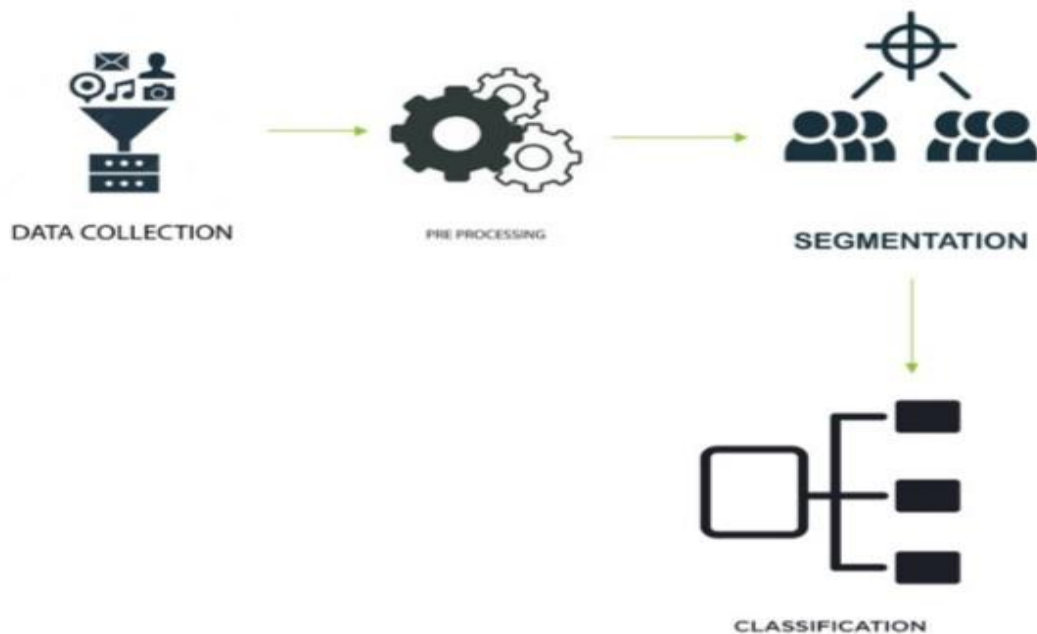 DATA COLLECTION
PRE PROCESSING
SEGMENTATION
CLASSIFICATION